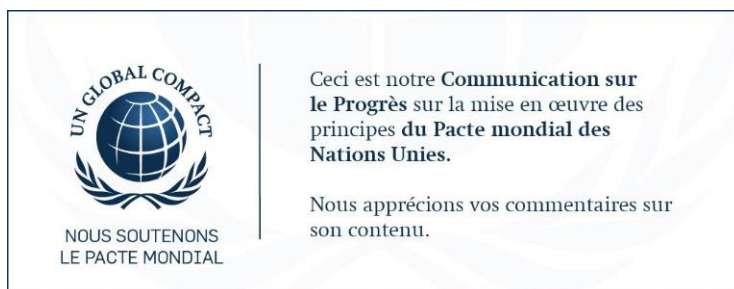 UN GLOBAL COMPACT
NOUS SOUTENONS
LE PACTE MONDIAL
Ceci est notre Communication sur
le Progrès sur la mise en œuvre des
principes du Pacte mondial des
Nations Unies.
Nous apprécions vos commentaires sur
son contenu.